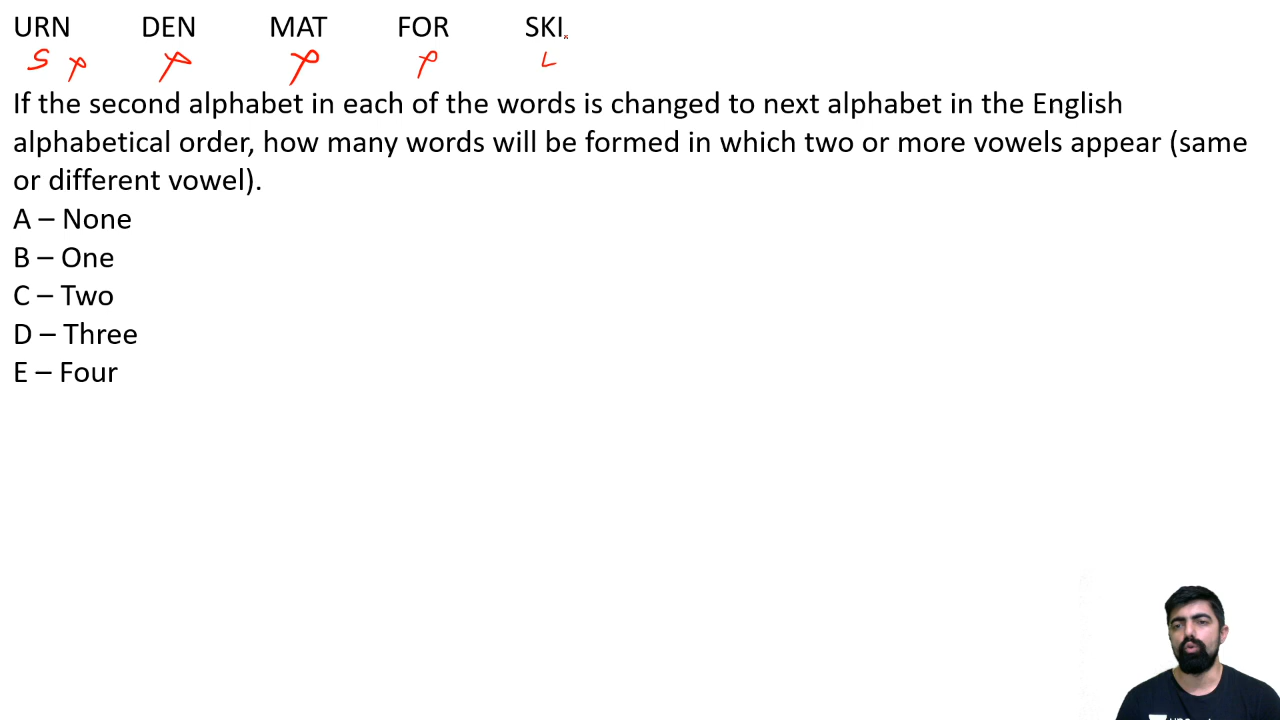 URN DEN MAT FOR SKI
S p p p p L
If the second alphabet in each of the words is changed to next alphabet in the English
alphabetical order, how many words will be formed in which two or more vowels appear (same
or different vowel).
A – None
B – One
C – Two
D – Three
E – Four